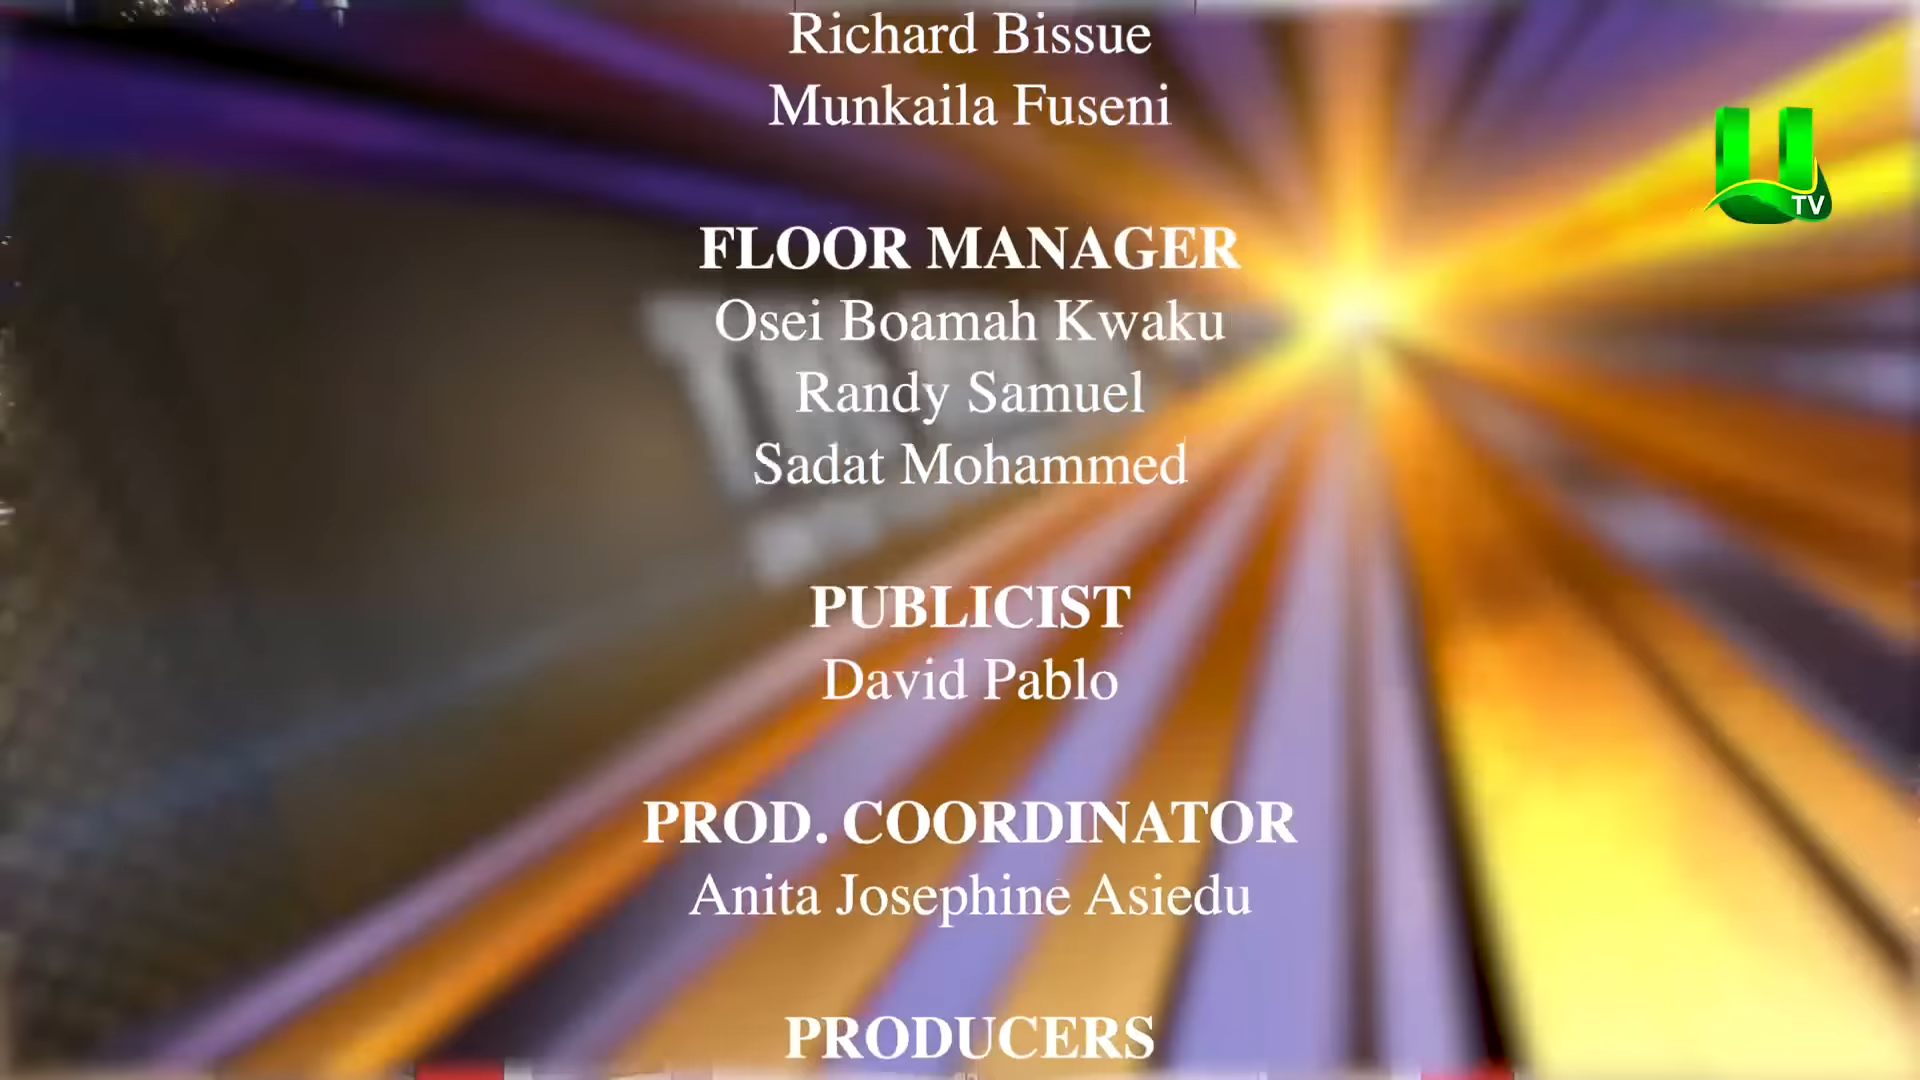 Richard Bissue
Munkaila Fuseni
U
TV
FLOOR MANAGER
Osei Boamah Kwaku
Randy Samuel
Sadat Mohammed
PUBLICIST
David Pablo
PROD. COORDINATOR
Anita Josephine Asiedu
PRODUCERS